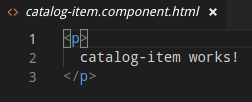 <> catalog-item.component.html ×
1 <p>
2   catalog-item works!
3 </p>